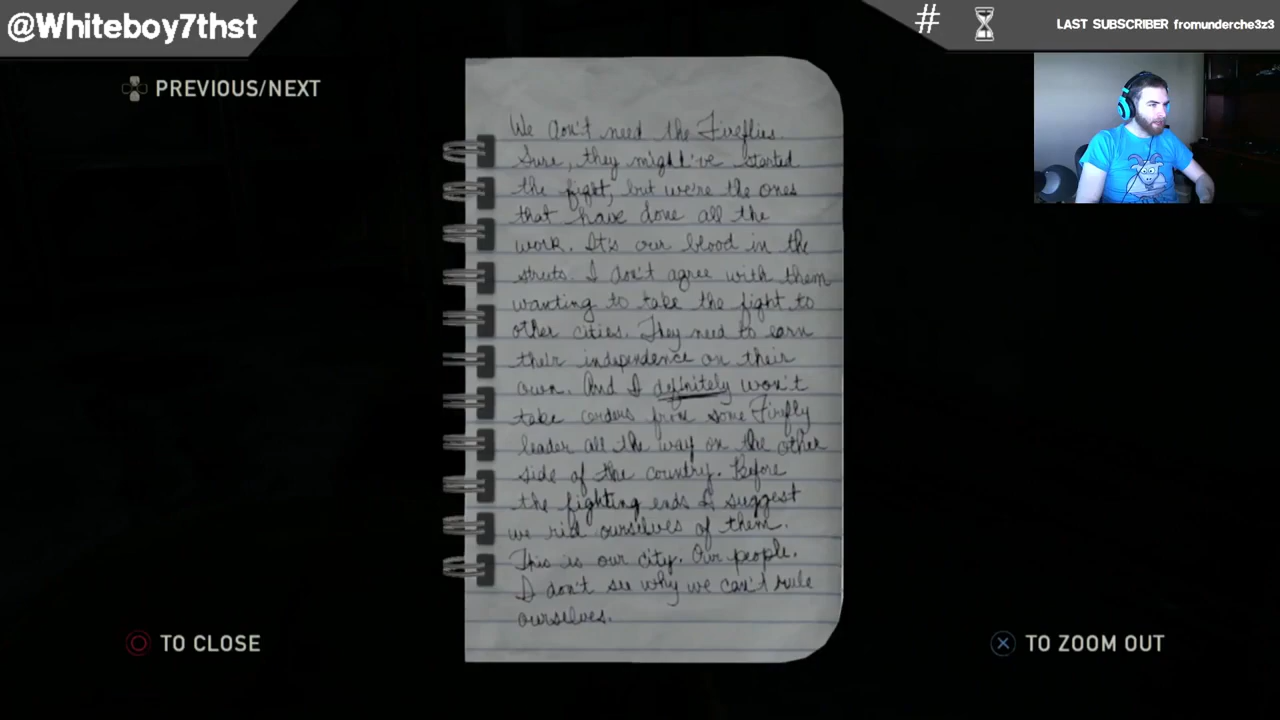 @Whiteboy7thst
#
LAST SUBSCRIBER fromunderche3z3
PREVIOUS/NEXT
We don't need the Fireflies.
Sure, they might've started
the fight, but we're the ones
that have done all the
work. It's our blood in the
streets. I don't agree with them
wanting to take the fight to
other cities. They need to earn
their independence on their
own. And I definitely won't
take orders from some Firefly
leader all the way on the other
side of the country. Before
the fighting ends I suggest
we rid ourselves of them.
This is our city. Our people.
I don't see why we can't rule
ourselves.
TO CLOSE
TO ZOOM OUT